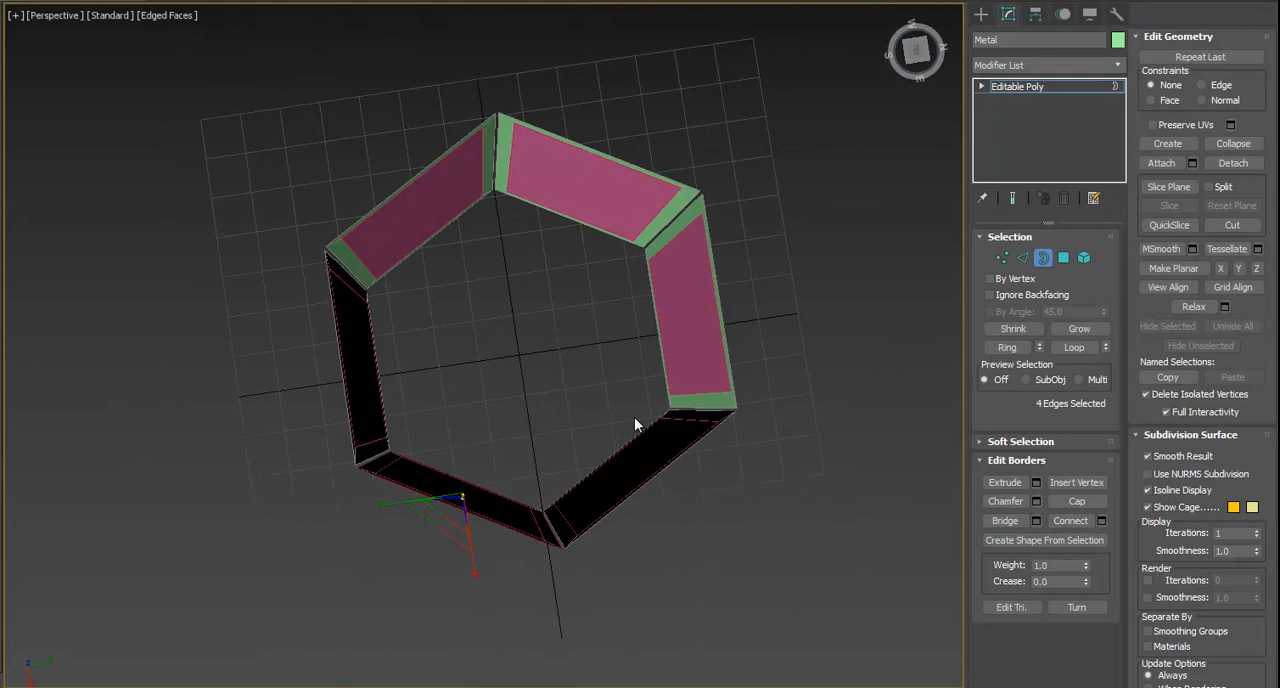 [+] [Perspective] [Standard] [Edged Faces]
W
N
S
TOP
E
Metal
Modifier List
Editable Poly
Selection
By Vertex
Ignore Backfacing
By Angle: 45.0
Shrink Grow
Ring Loop
Preview Selection
Off SubObj Multi
4 Edges Selected
Soft Selection
Edit Borders
Extrude Insert Vertex
Chamfer Cap
Bridge Connect
Create Shape From Selection
Weight: 1.0
Crease: 0.0
Edit Tri. Turn
Edit Geometry
Repeat Last
Constraints
None Edge
Face Normal
Preserve UVs
Create Collapse
Attach Detach
Slice Plane Split
Slice Reset Plane
QuickSlice Cut
MSmooth Tessellate
Make Planar X Y Z
View Align Grid Align
Relax
Hide Selected Unhide All
Hide Unselected
Named Selections:
Copy Paste
Delete Isolated Vertices
Full Interactivity
Subdivision Surface
Smooth Result
Use NURMS Subdivision
Isoline Display
Show Cage......
Display
Iterations: 1
Smoothness: 1.0
Render
Iterations: 0
Smoothness: 1.0
Separate By
Smoothing Groups
Materials
Update Options
Always
When Rendering